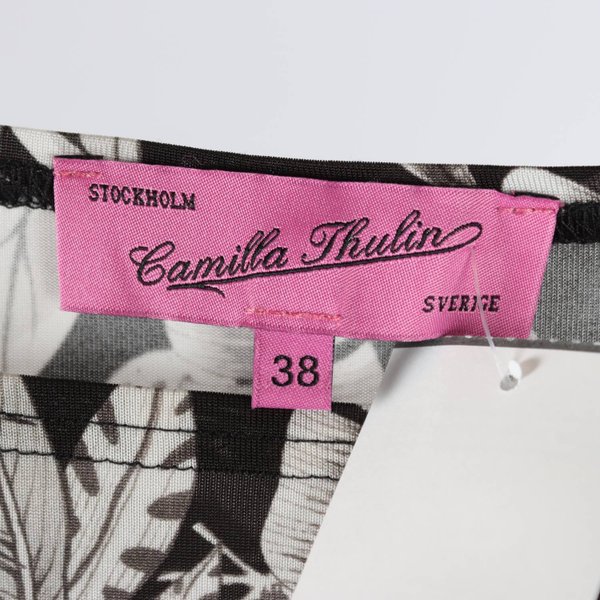 STOCKHOLM
Camilla Thulin
SVERIGE
38